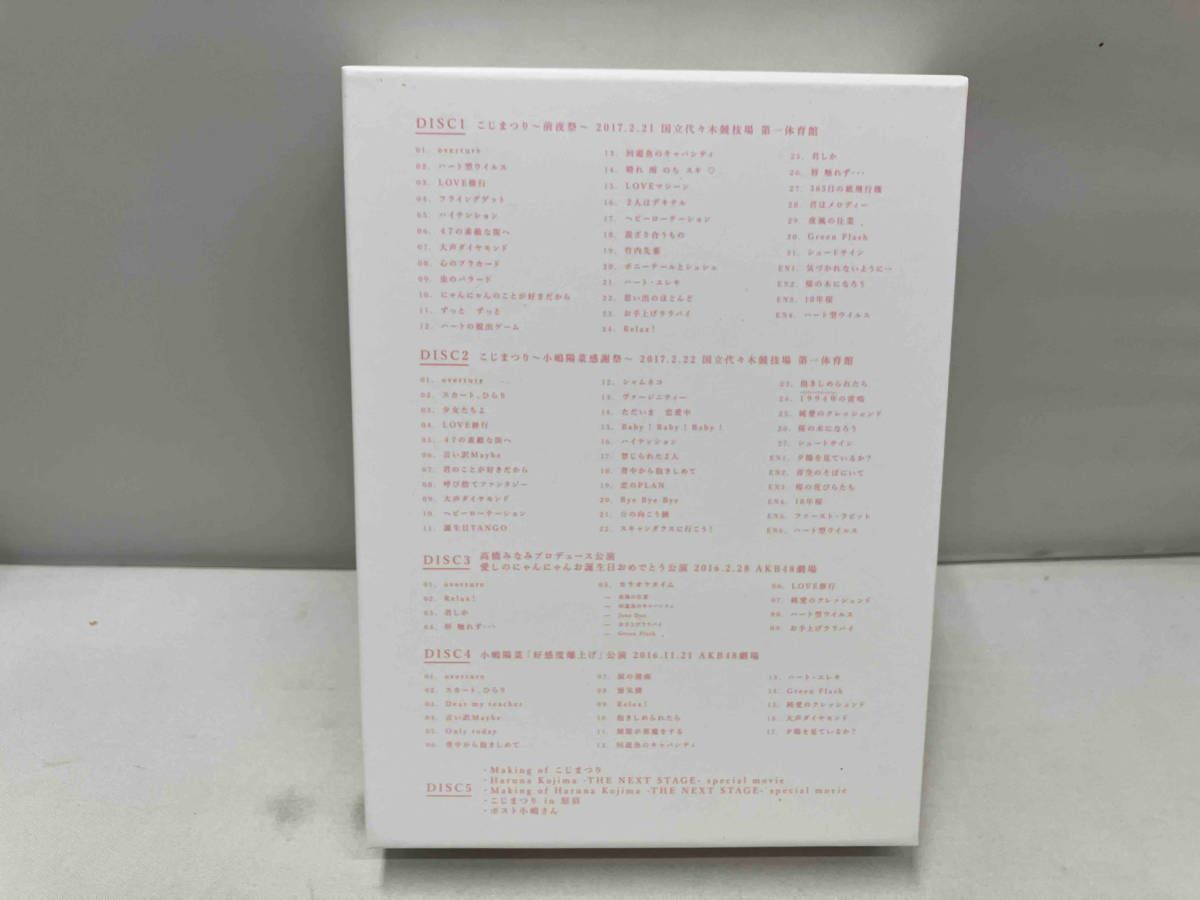 DISC1 こじまつり～前夜祭～ 2017.2.21 国立代々木競技場 第一体育館
01. overture
02. ハート型ウイルス
03. LOVE修行
04. フライングゲット
05. ハイテンション
06. 47の素敵な街へ
07. 大声ダイヤモンド
08. 心のプラカード
09. 虫のバラード
10. にゃんにゃんのことが好きだから
11. ずっと ずっと
12. ハートの脱出ゲーム
13. 回遊魚のキャパシティ
14. 晴れ 雨 のち スキ ♡
15. LOVEマシーン
16. 2人はデキテル
17. ヘビーローテーション
18. 裁ききれないもの
19. 竹内先輩
20. ポニーテールとシュシュ
21. ハート・エレキ
22. 思い出のほとんど
23. お手上げララバイ
24. Relax!
25. 君しか
26. 唇 触れず･･･
27. 365日の紙飛行機
28. 君はメロディー
29. 夜風の仕業
30. Green Flash
31. シュートサイン
EN1. 気づかれないように…
EN2. 桜の木になろう
EN3. 10年桜
EN4. ハート型ウイルス
DISC2 こじまつり～小嶋陽菜感謝祭～ 2017.2.22 国立代々木競技場 第一体育館
01. overture
02. スカート、ひらり
03. 少女たちよ
04. LOVE修行
05. 47の素敵な街へ
06. 言い訳Maybe
07. 君のことが好きだから
08. 呼び捨てファンタジー
09. 大声ダイヤモンド
10. ヘビーローテーション
11. 誕生日TANGO
12. シャムネコ
13. ヴァージニティー
14. ただいま 恋愛中
15. Baby! Baby! Baby!
16. ハイテンション
17. 禁じられた2人
18. 背中から抱きしめて
19. 恋のPLAN
20. Bye Bye Bye
21. 心の向こう側
22. スキャンダラスに行こう!
23. 抱きしめられたら
24. 1994年の雷鳴
25. 純愛のクレッシェンド
26. 桜の木になろう
27. シュートサイン
EN1. 夕陽を見ているか?
EN2. 青空のそばにいて
EN3. 桜の花びらたち
EN4. 10年桜
EN5. ファースト・ラビット
EN6. ハート型ウイルス
DISC3 高橋みなみプロデュース公演
愛しのにゃんにゃんお誕生日おめでとう公演 2016.2.28 AKB48劇場
01. overture
02. Relax!
03. 君しか
04. 唇 触れず･･･
05. カラオケタイム
― 夜風の仕業
― 回遊魚のキャパシティ
― お手上げララバイ
― Green Flash
06. LOVE修行
07. 純愛のクレッシェンド
08. ハート型ウイルス
09. お手上げララバイ
DISC4 小嶋陽菜「好感度爆上げ」公演 2016.11.21 AKB48劇場
01. overture
02. スカート、ひらり
03. Dear my teacher
04. 言い訳Maybe
05. Only today
06. 背中から抱きしめて
07. 涙の湘南
08. 蜃気楼
09. Relax!
10. 抱きしめられたら
11. 制服が邪魔をする
12. 回遊魚のキャパシティ
13. ハート・エレキ
14. Green Flash
15. 純愛のクレッシェンド
16. 大声ダイヤモンド
17. 夕陽を見ているか?
DISC5
・Making of こじまつり
・Haruna Kojima -THE NEXT STAGE- special movie
・Making of Haruna Kojima -THE NEXT STAGE- special movie
・こじまつり in 原宿
・ポスト小嶋さん